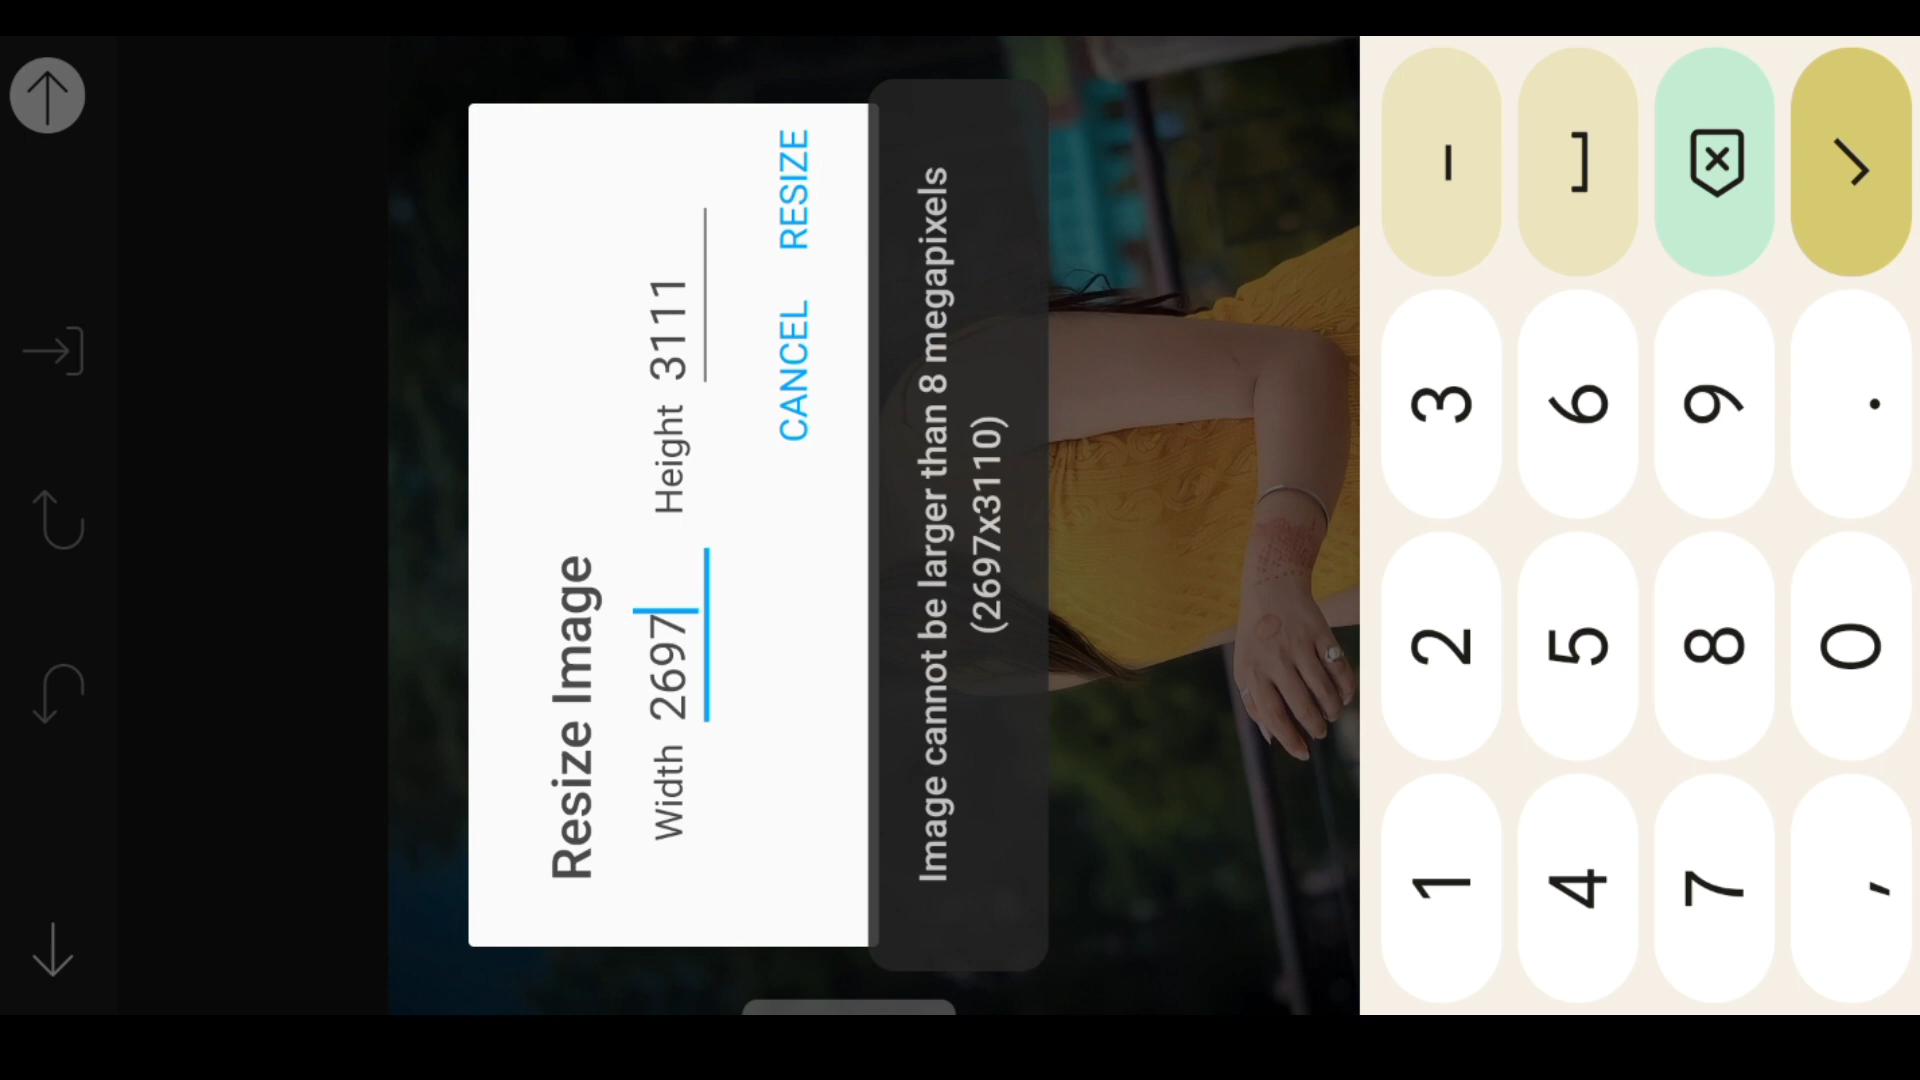 Resize Image
Width 2697 Height 3111
CANCEL RESIZE
Image cannot be larger than 8 megapixels
(2697x3110)
1 2 3 -
4 5 6 ]
7 8 9
, 0 .